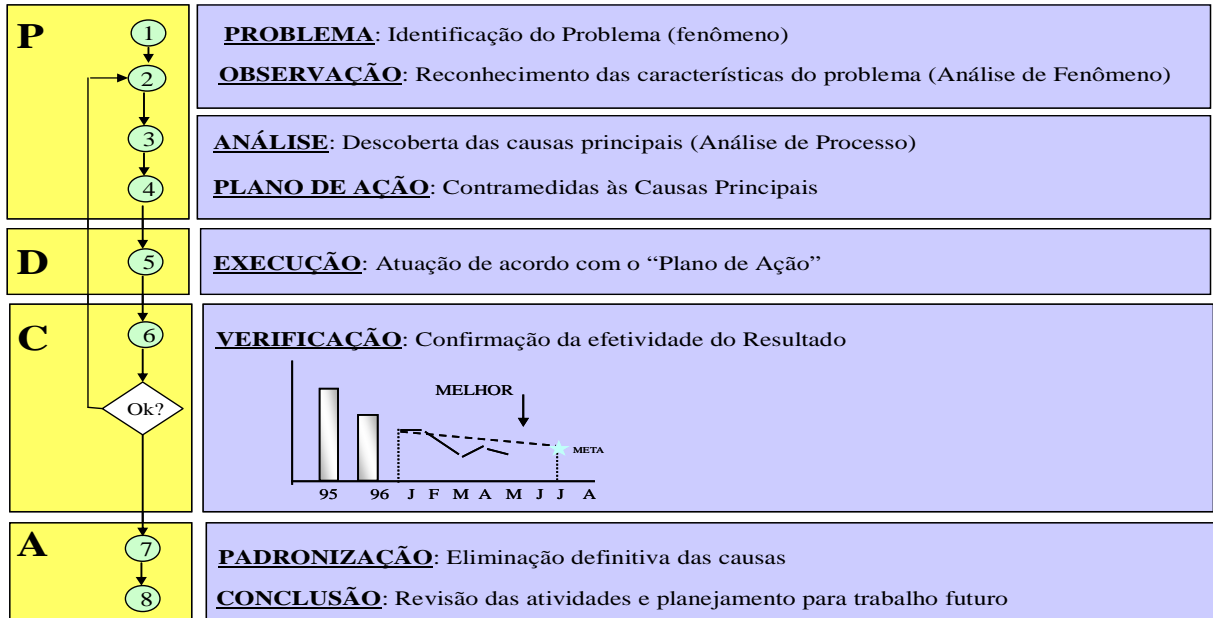 P
1
PROBLEMA: Identificação do Problema (fenômeno)
2
OBSERVAÇÃO: Reconhecimento das características do problema (Análise de Fenômeno)
3
ANÁLISE: Descoberta das causas principais (Análise de Processo)
4
PLANO DE AÇÃO: Contramedidas às Causas Principais
D
5
EXECUÇÃO: Atuação de acordo com o “Plano de Ação”
C
6
VERIFICAÇÃO: Confirmação da efetividade do Resultado
Ok?
MELHOR
META
95 96 J F M A M J J A
A
7
PADRONIZAÇÃO: Eliminação definitiva das causas
8
CONCLUSÃO: Revisão das atividades e planejamento para trabalho futuro